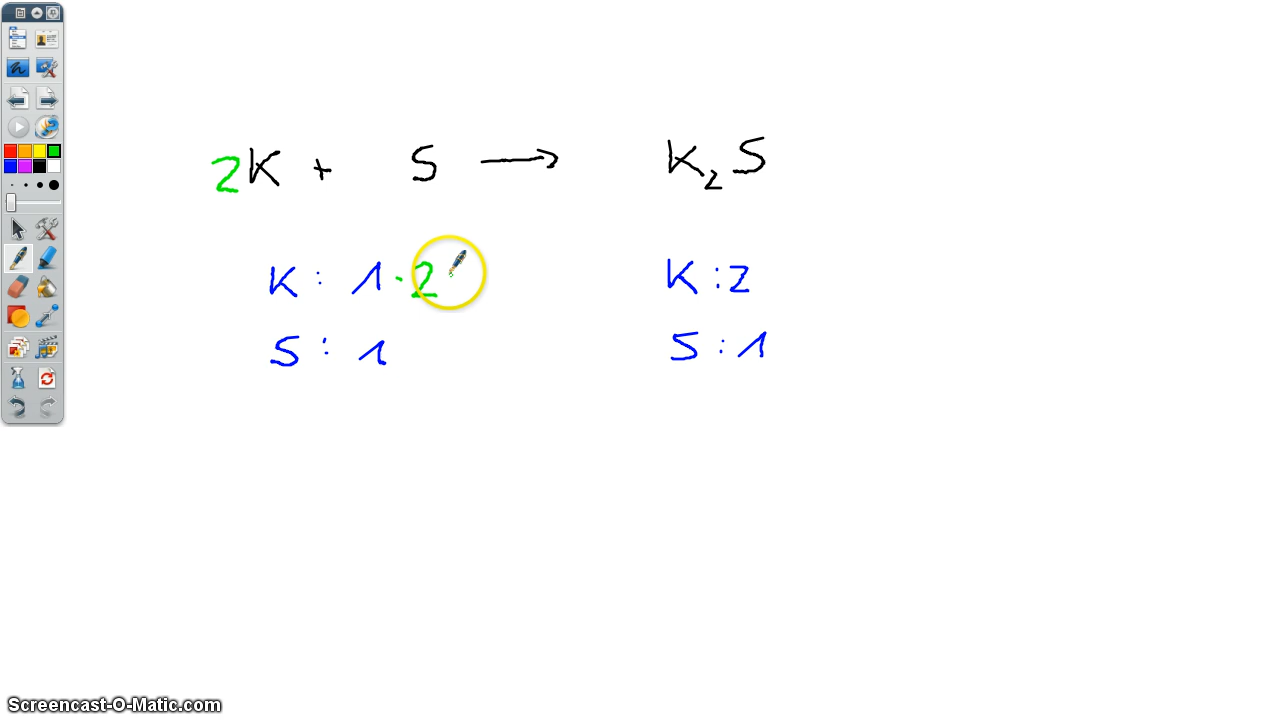 2K + S → K₂S
K : 1 · 2 K : 2
S : 1 S : 1
Screencast-O-Matic.com